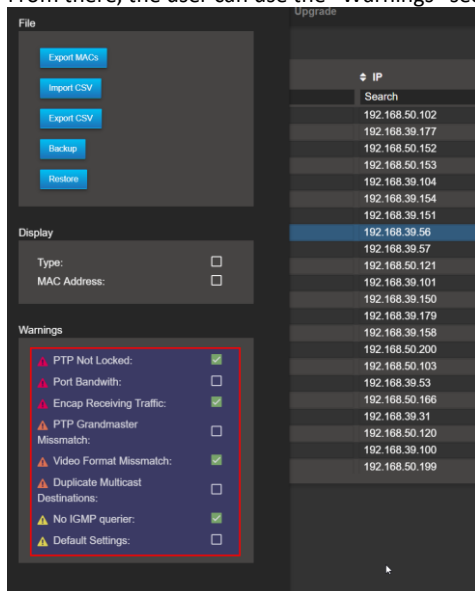 From there, the user can use the "Warnings" se
Upgrade
File
Export MACs
Import CSV
Export CSV
Backup
Restore
Display
Type:
MAC Address:
Warnings
PTP Not Locked:
Port Bandwith:
Encap Receiving Traffic:
PTP Grandmaster
Missmatch:
Video Format Missmatch:
Duplicate Multicast
Destinations:
No IGMP querier:
Default Settings:
IP
Search
192.168.50.102
192.168.39.177
192.168.50.152
192.168.50.153
192.168.39.104
192.168.39.154
192.168.39.151
192.168.39.56
192.168.39.57
192.168.50.121
192.168.39.101
192.168.39.150
192.168.39.179
192.168.39.158
192.168.50.200
192.168.50.103
192.168.39.53
192.168.50.166
192.168.39.31
192.168.50.120
192.168.39.100
192.168.50.199